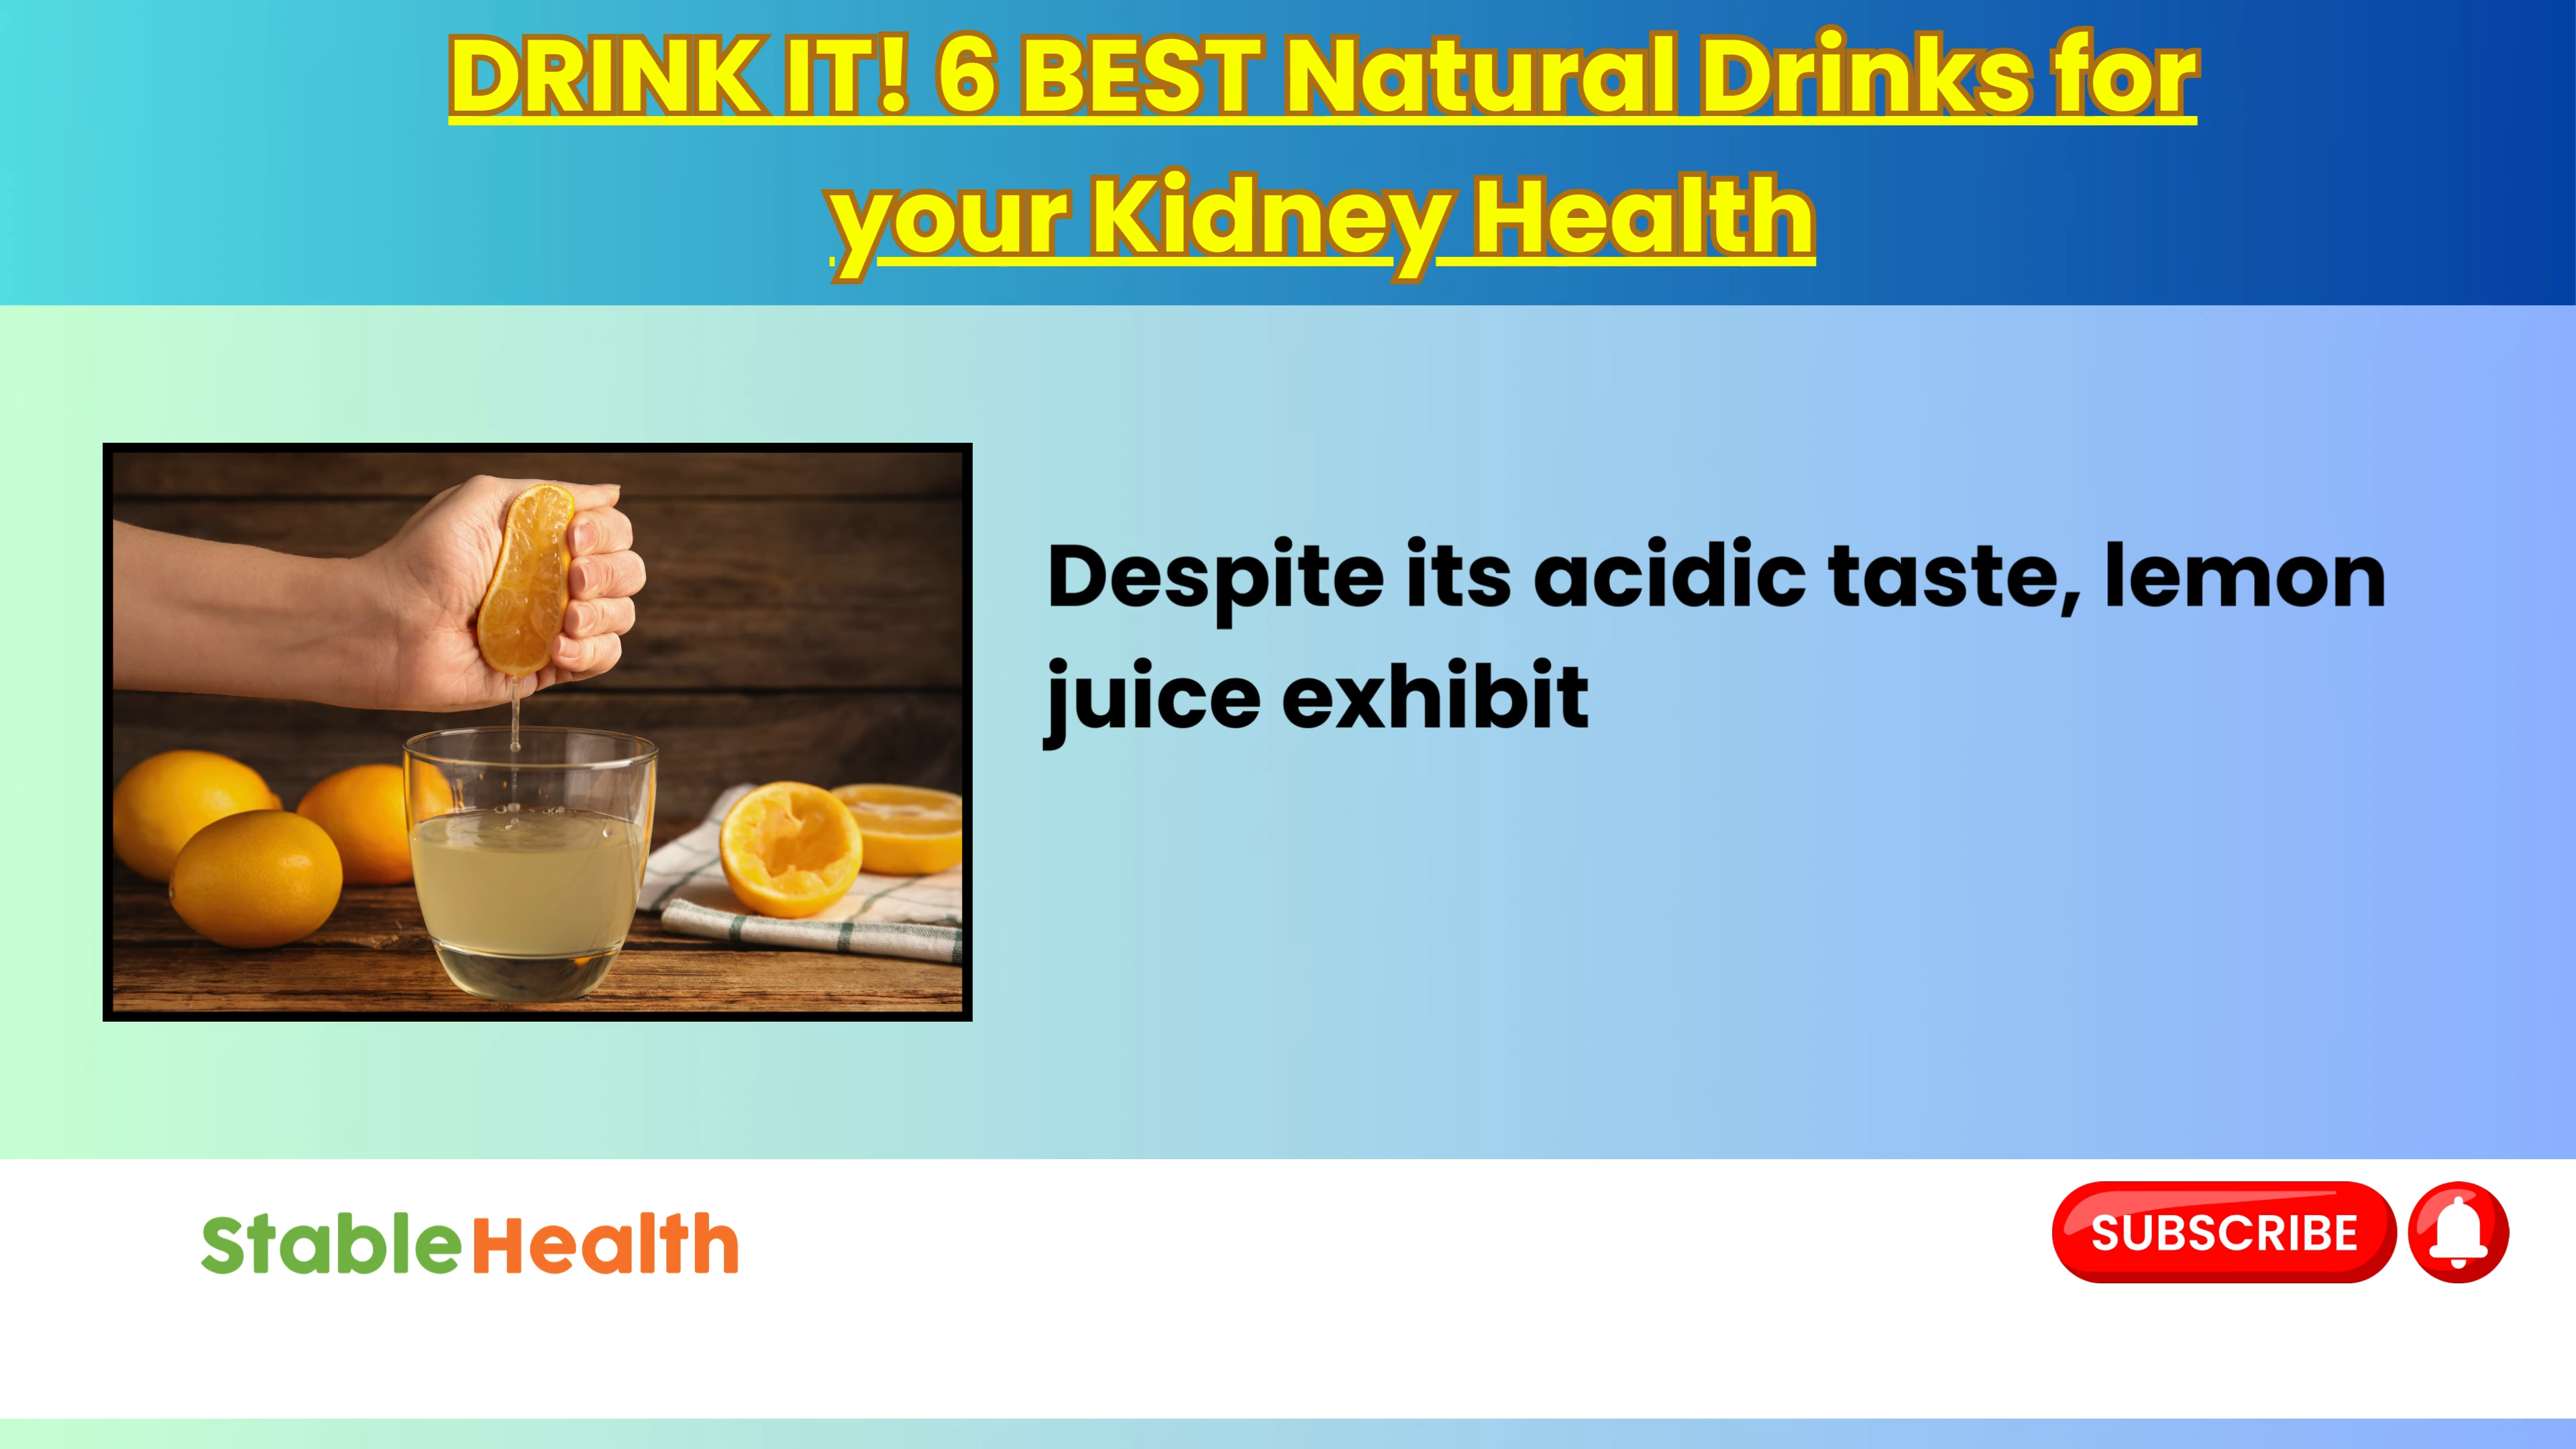 DRINK IT! 6 BEST Natural Drinks for
your Kidney Health
Despite its acidic taste, lemon
juice exhibit
StableHealth
SUBSCRIBE